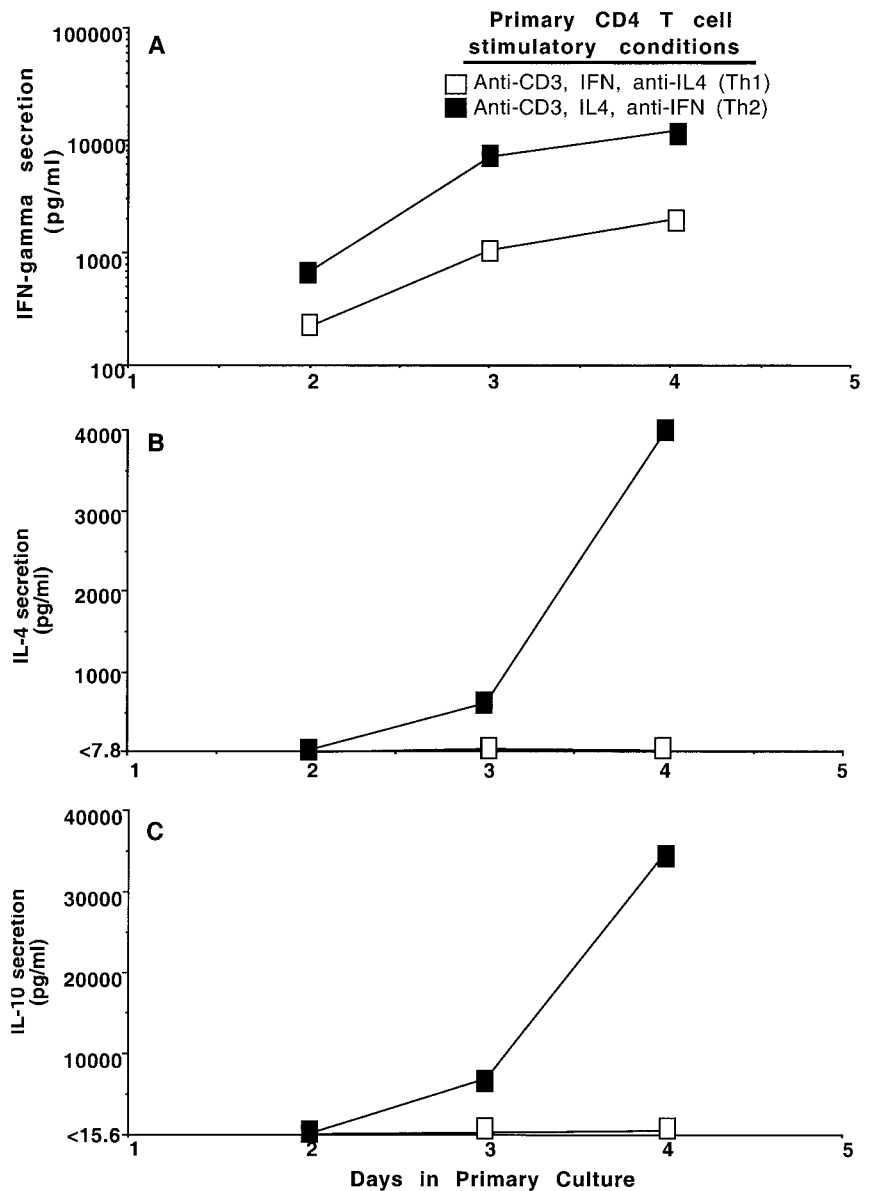 Primary CD4 T cell
stimulatory conditions
Anti-CD3, IFN, anti-IL4 (Th1)
Anti-CD3, IL4, anti-IFN (Th2)
A
IFN-gamma secretion
(pg/ml)
100000
10000
1000
100
1 2 3 4 5
B
IL-4 secretion
(pg/ml)
4000
3000
2000
1000
<7.8
1 2 3 4 5
C
IL-10 secretion
(pg/ml)
40000
30000
20000
10000
<15.6
1 2 3 4 5
Days in Primary Culture